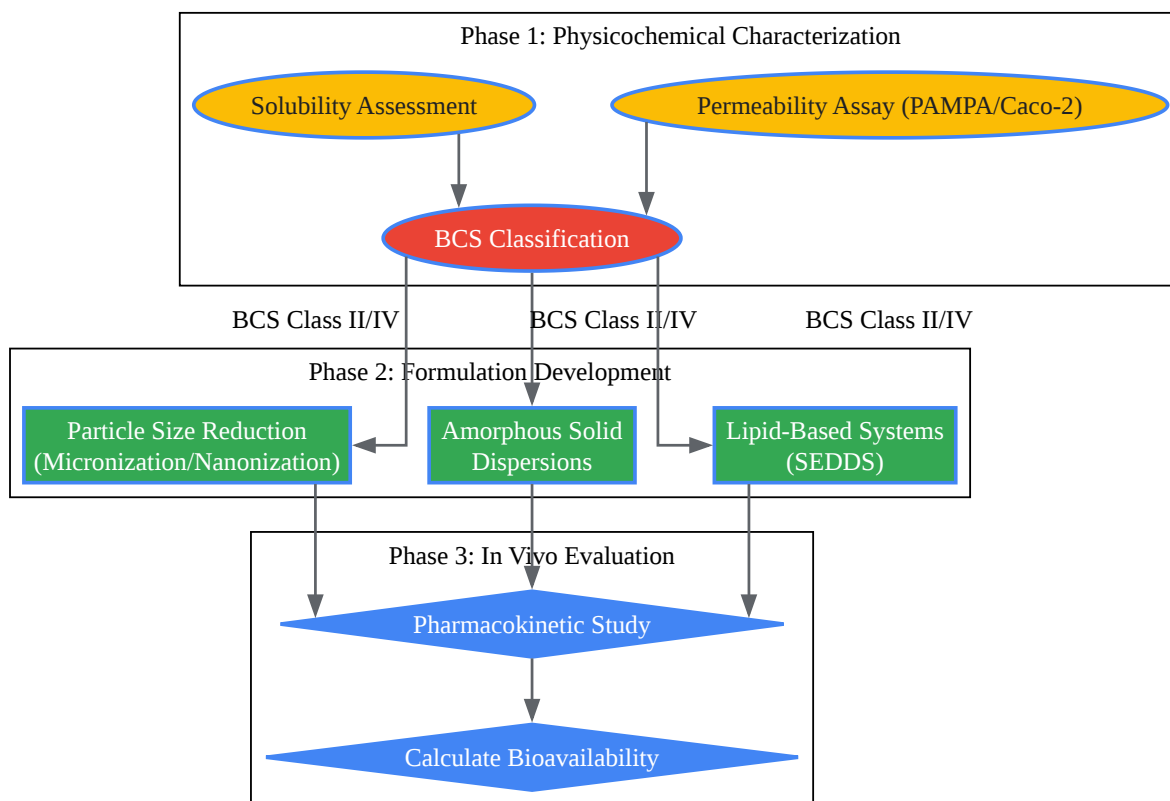 Phase 1: Physicochemical Characterization
Solubility Assessment
Permeability Assay (PAMPA/Caco-2)
BCS Classification
BCS Class II/IV
BCS Class II/IV
BCS Class II/IV
Phase 2: Formulation Development
Particle Size Reduction
(Micronization/Nanonization)
Amorphous Solid
Dispersions
Lipid-Based Systems
(SEDDS)
Phase 3: In Vivo Evaluation
Pharmacokinetic Study
Calculate Bioavailability